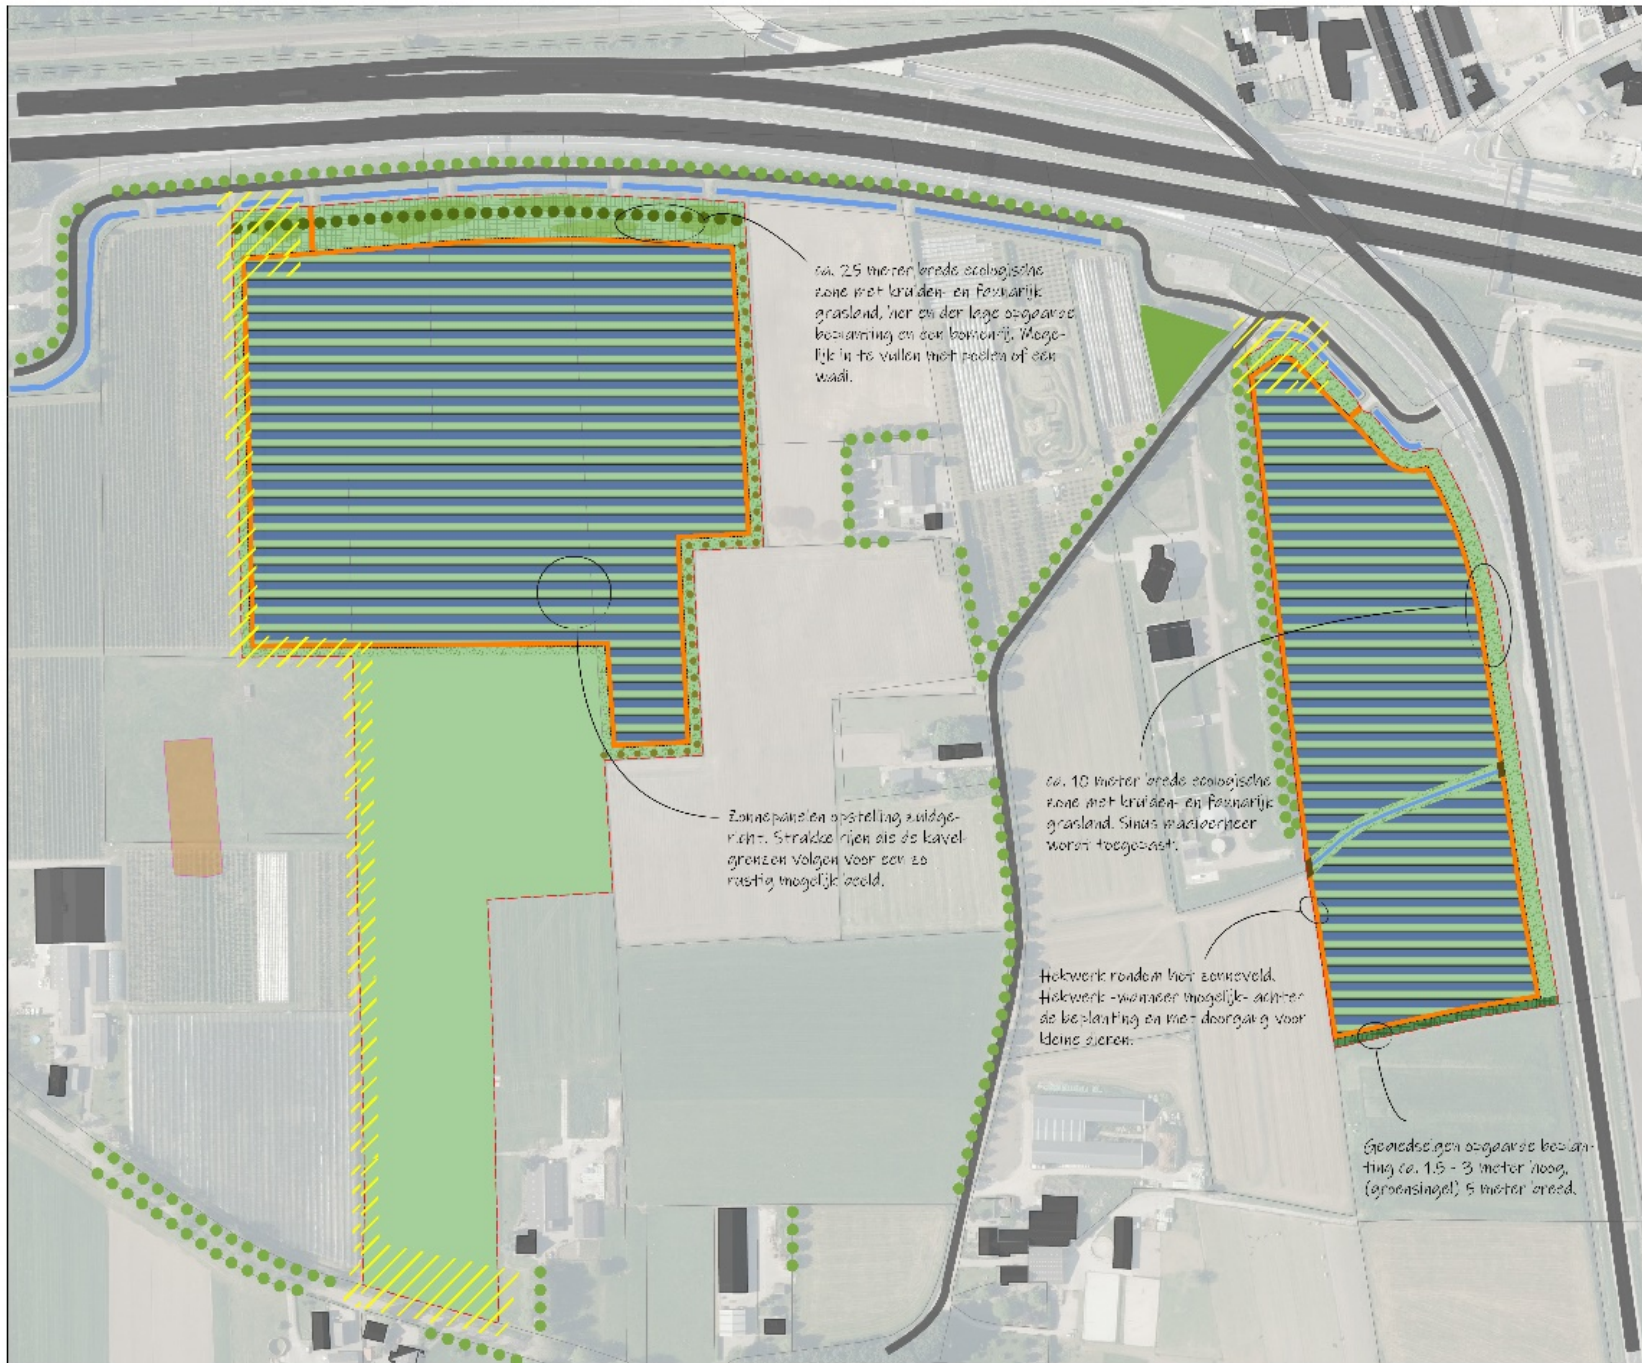 ca. 25 meter brede ecologische
zone met kruiden- en faunarijk
grasland, hier en der lage opgaande
beplanting en een bomenrij. Moge-
lijk in te vullen met poelen of een
wadi.
Zonnepanelen opstelling zuidge-
richt. Strakke rijen die de kavel-
grenzen volgen voor een zo
rustig mogelijk beeld.
ca. 10 meter brede ecologische
zone met kruiden- en faunarijk
grasland. Sinus maaibeheer
wordt toegepast.
Hekwerk rondom het zonneveld.
Hekwerk -wanneer mogelijk- achter
de beplanting en met doorgang voor
kleine dieren.
Gebiedseigen opgaande beplan-
ting ca. 1.5 - 3 meter hoog.
(groensingel) 5 meter breed.